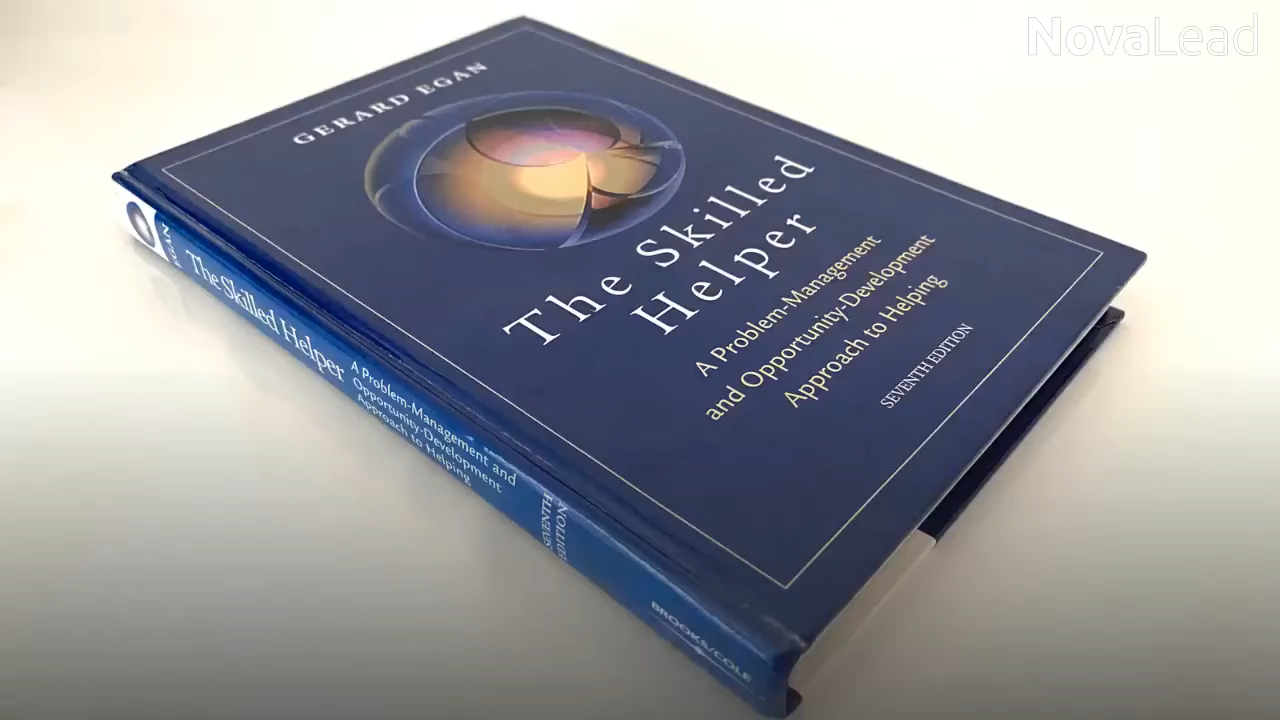 NovaLead
GERARD EGAN
The Skilled
Helper
A Problem-Management
and Opportunity-Development
Approach to Helping
SEVENTH EDITION
EGAN
The Skilled Helper
A Problem-Management and
Opportunity-Development
Approach to Helping
SEVENTH
EDITION
BROOKS/COLE